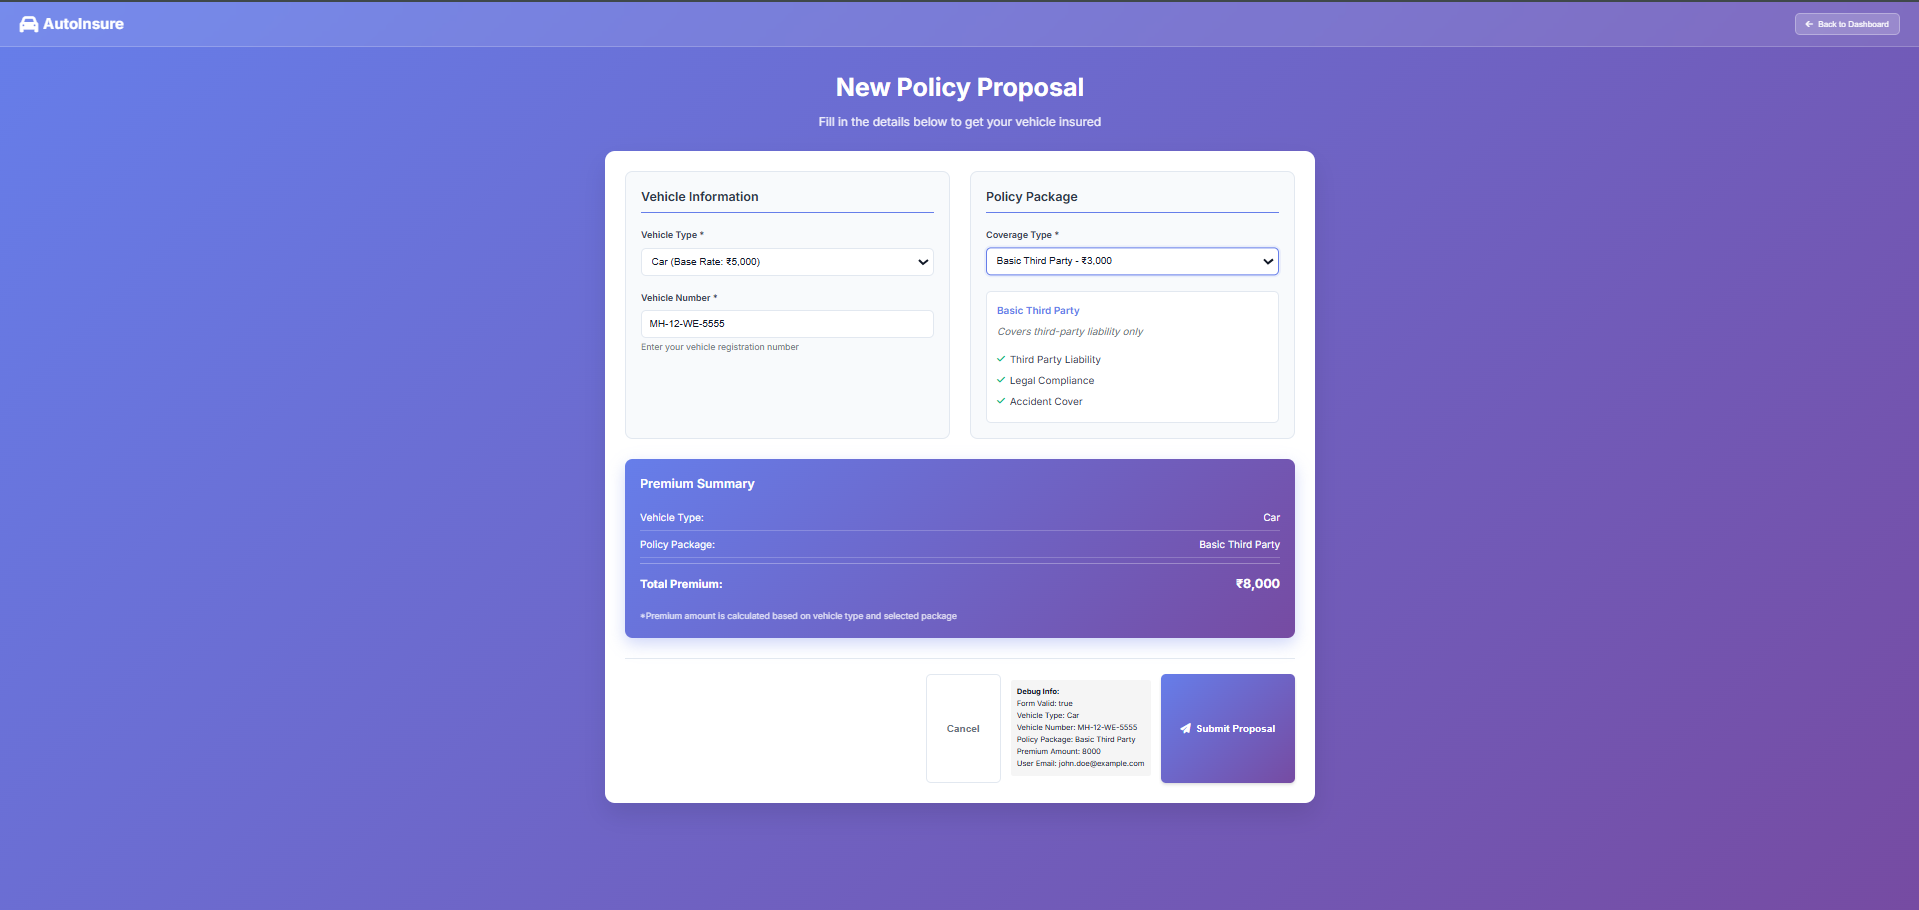 AutoInsure
Back to Dashboard
New Policy Proposal
Fill in the details below to get your vehicle insured
Vehicle Information
Vehicle Type *
Car (Base Rate: ₹5,000)
Vehicle Number *
MH-12-WE-5555
Enter your vehicle registration number
Policy Package
Coverage Type *
Basic Third Party - ₹3,000
Basic Third Party
Covers third-party liability only
Third Party Liability
Legal Compliance
Accident Cover
Premium Summary
Vehicle Type: Car
Policy Package: Basic Third Party
Total Premium: ₹8,000
*Premium amount is calculated based on vehicle type and selected package
Cancel
Debug Info:
Form Valid: true
Vehicle Type: Car
Vehicle Number: MH-12-WE-5555
Policy Package: Basic Third Party
Premium Amount: 8000
User Email: john.doe@example.com
Submit Proposal